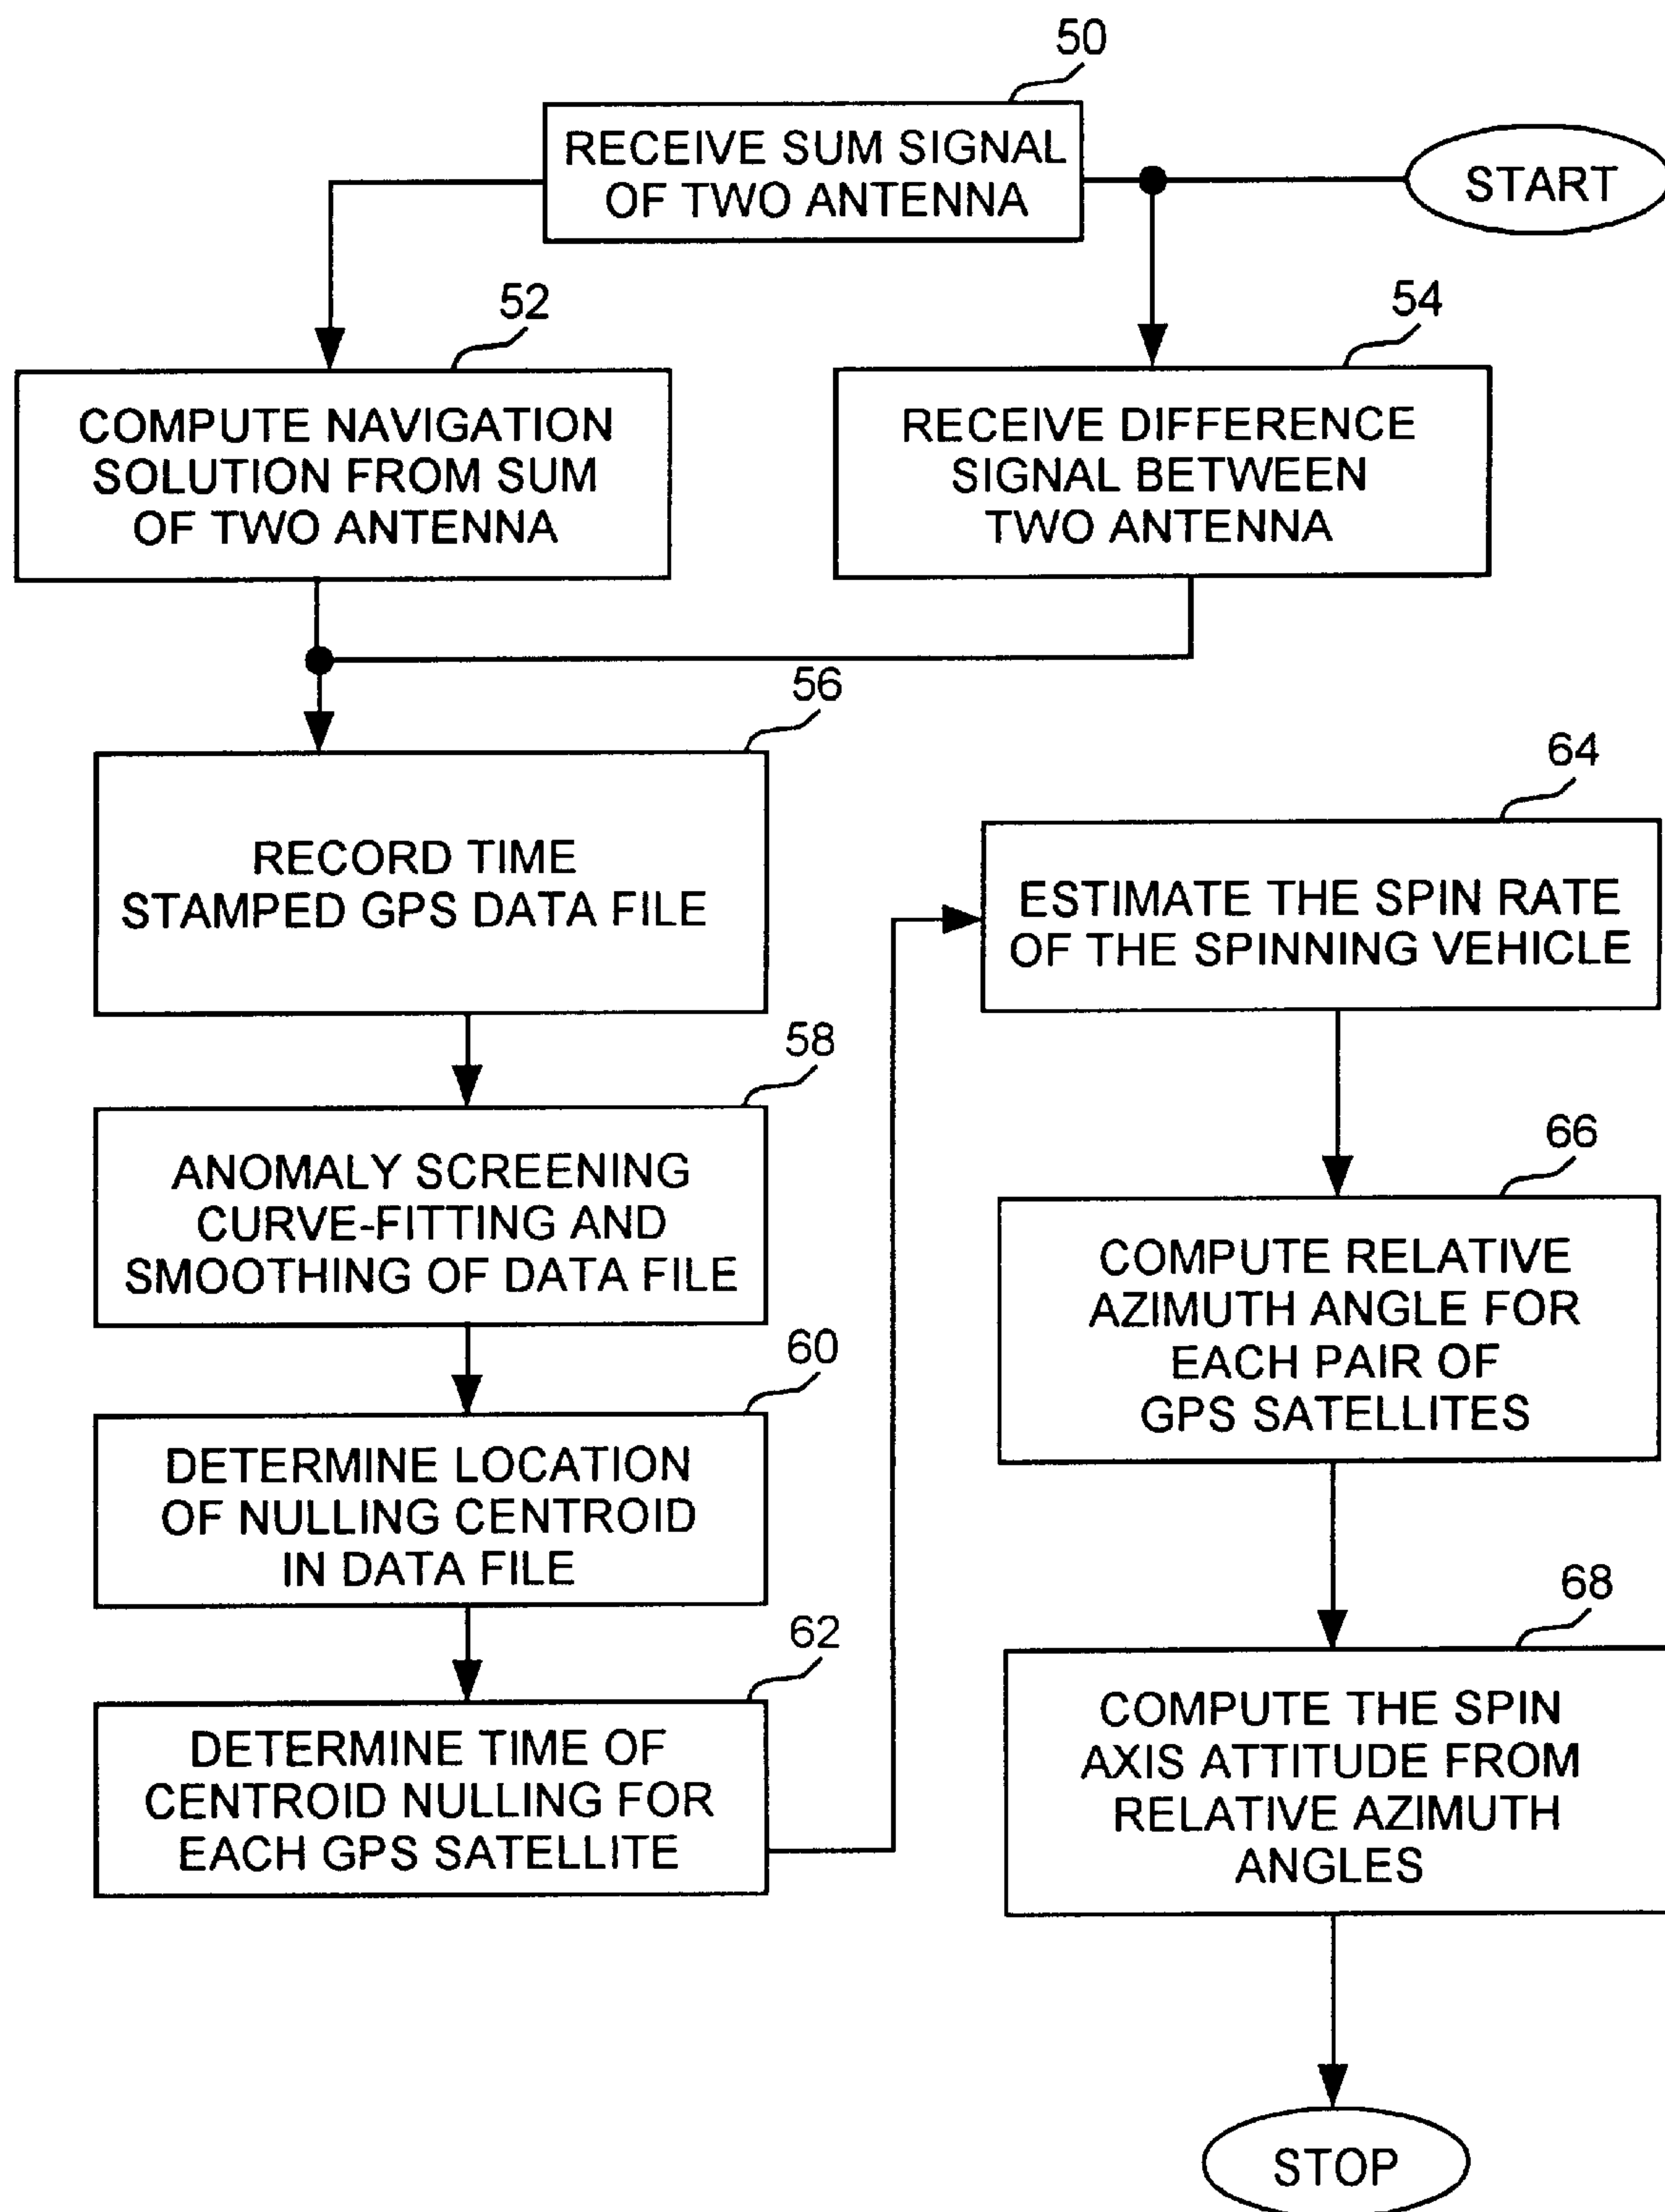 50
RECEIVE SUM SIGNAL
OF TWO ANTENNA
START
52
COMPUTE NAVIGATION
SOLUTION FROM SUM
OF TWO ANTENNA
54
RECEIVE DIFFERENCE
SIGNAL BETWEEN
TWO ANTENNA
56
RECORD TIME
STAMPED GPS DATA FILE
58
ANOMALY SCREENING
CURVE-FITTING AND
SMOOTHING OF DATA FILE
60
DETERMINE LOCATION
OF NULLING CENTROID
IN DATA FILE
62
DETERMINE TIME OF
CENTROID NULLING FOR
EACH GPS SATELLITE
64
ESTIMATE THE SPIN RATE
OF THE SPINNING VEHICLE
66
COMPUTE RELATIVE
AZIMUTH ANGLE FOR
EACH PAIR OF
GPS SATELLITES
68
COMPUTE THE SPIN
AXIS ATTITUDE FROM
RELATIVE AZIMUTH
ANGLES
STOP